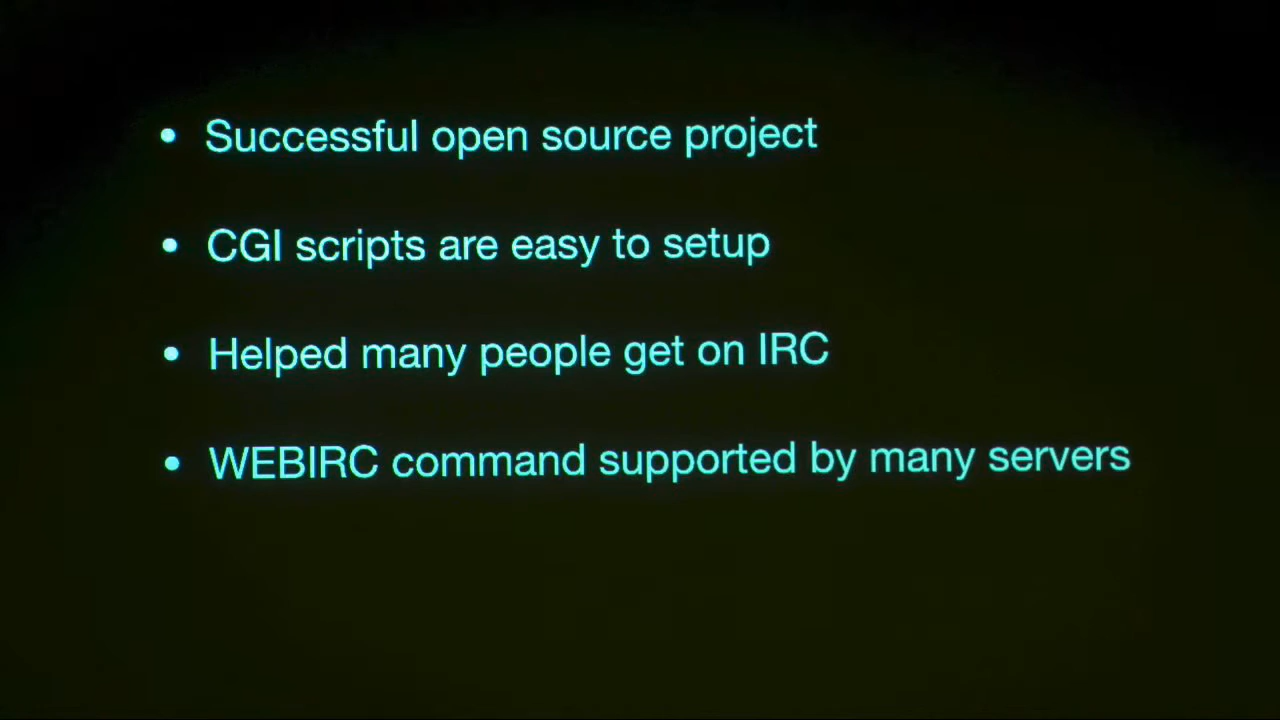 • Successful open source project
• CGI scripts are easy to setup
• Helped many people get on IRC
• WEBIRC command supported by many servers